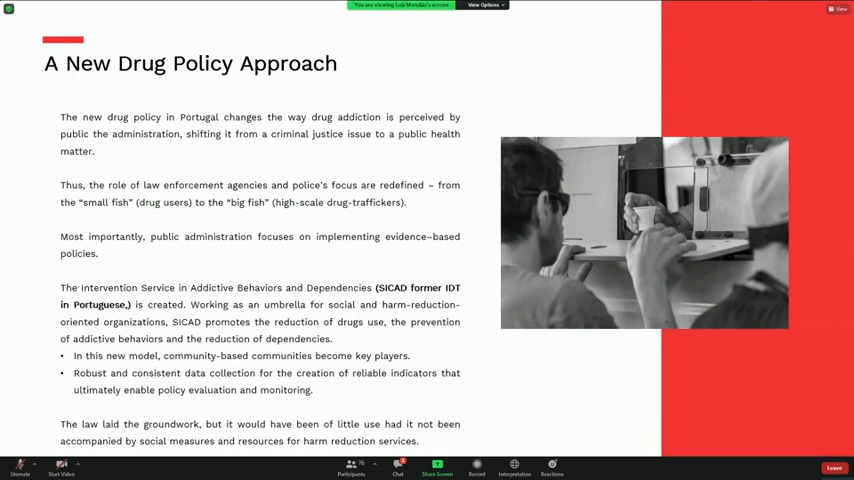 You are viewing Luis Mendão's screen
View Options
View
A New Drug Policy Approach
The new drug policy in Portugal changes the way drug addiction is perceived by
public the administration, shifting it from a criminal justice issue to a public health
matter.
Thus, the role of law enforcement agencies and police's focus are redefined – from
the "small fish" (drug users) to the "big fish" (high-scale drug-traffickers).
Most importantly, public administration focuses on implementing evidence–based
policies.
The Intervention Service in Addictive Behaviors and Dependencies (SICAD former IDT
in Portuguese,) is created. Working as an umbrella for social and harm-reduction-
oriented organizations, SICAD promotes the reduction of drugs use, the prevention
of addictive behaviors and the reduction of dependencies.
• In this new model, community-based communities become key players.
• Robust and consistent data collection for the creation of reliable indicators that
ultimately enable policy evaluation and monitoring.
The law laid the groundwork, but it would have been of little use had it not been
accompanied by social measures and resources for harm reduction services.
Unmute
Start Video
Participants
76
Chat
Share Screen
Record
Interpretation
Reactions
Leave